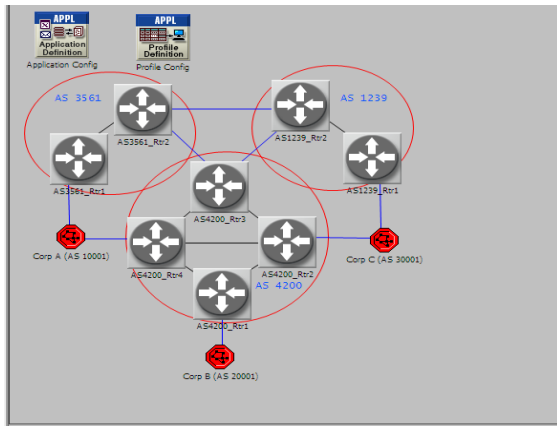 APPL
Application
Definition
Application Config
APPL
Profile
Definition
Profile Config
AS 3561
AS 1239
AS3561_Rtr2
AS1239_Rtr2
AS3561_Rtr1
AS1239_Rtr1
AS4200_Rtr3
Corp A (AS 10001)
AS4200_Rtr4
AS4200_Rtr2
Corp C (AS 30001)
AS 4200
AS4200_Rtr1
Corp B (AS 20001)